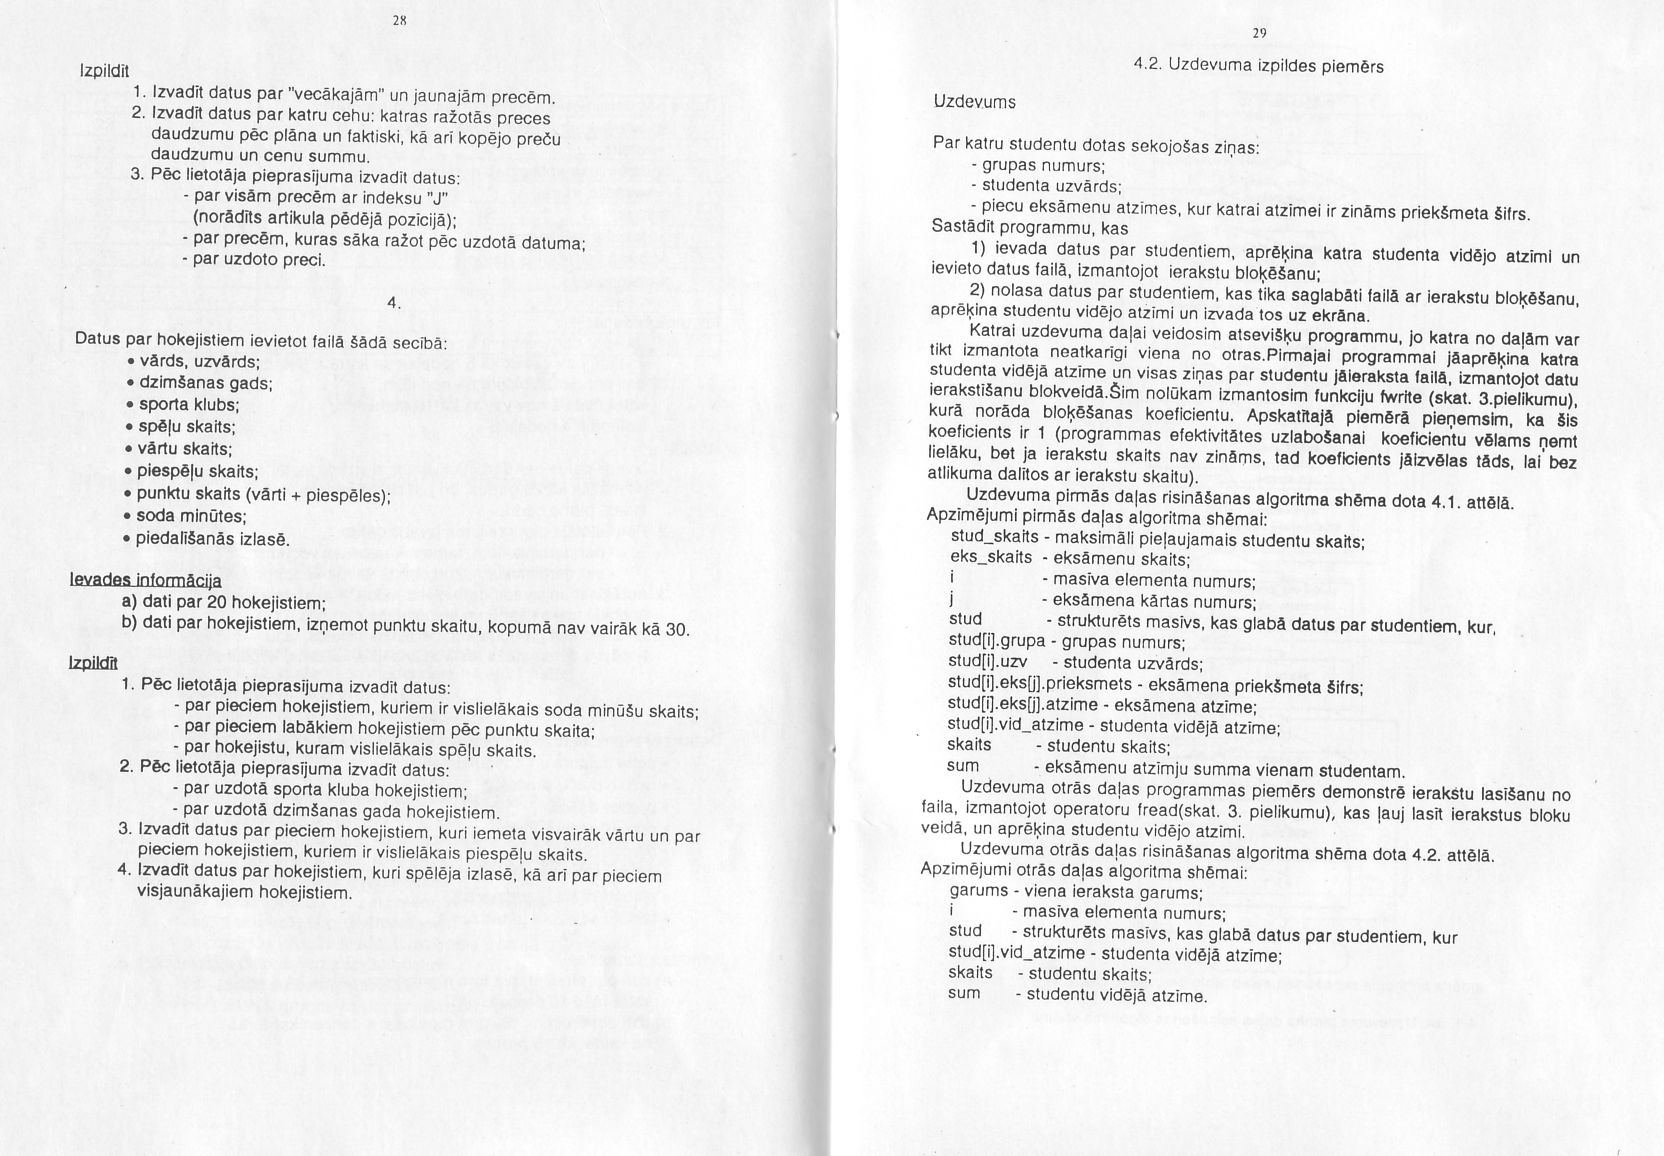 28
Izpildīt
1. Izvadīt datus par "vecākajām" un jaunajām precēm.
2. Izvadīt datus par katru cehu: katras ražotās preces
daudzumu pēc plāna un faktiski, kā arī kopējo preču
daudzumu un cenu summu.
3. Pēc lietotāja pieprasījuma izvadīt datus:
- par visām precēm ar indeksu "J"
(norādīts artikula pēdējā pozīcijā);
- par precēm, kuras sāka ražot pēc uzdotā datuma;
- par uzdoto preci.
4.
Datus par hokejistiem ievietot failā šādā secībā:
• vārds, uzvārds;
• dzimšanas gads;
• sporta klubs;
• spēļu skaits;
• vārtu skaits;
• piespēļu skaits;
• punktu skaits (vārti + piespēles);
• soda minūtes;
• piedalīšanās izlasē.
Ievades informācija
a) dati par 20 hokejistiem;
b) dati par hokejistiem, izņemot punktu skaitu, kopumā nav vairāk kā 30.
Izpildīt
1. Pēc lietotāja pieprasījuma izvadīt datus:
- par pieciem hokejistiem, kuriem ir vislielākais soda minūšu skaits;
- par pieciem labākiem hokejistiem pēc punktu skaita;
- par hokejistu, kuram vislielākais spēļu skaits.
2. Pēc lietotāja pieprasījuma izvadīt datus:
- par uzdotā sporta kluba hokejistiem;
- par uzdotā dzimšanas gada hokejistiem.
3. Izvadīt datus par pieciem hokejistiem, kuri iemeta visvairāk vārtu un par
pieciem hokejistiem, kuriem ir vislielākais piespēļu skaits.
4. Izvadīt datus par hokejistiem, kuri spēlēja izlasē, kā arī par pieciem
visjaunākajiem hokejistiem.
29
4.2. Uzdevuma izpildes piemērs
Uzdevums
Par katru studentu dotas sekojošas ziņas:
- grupas numurs;
- studenta uzvārds;
- piecu eksāmenu atzīmes, kur katrai atzīmei ir zināms priekšmeta šifrs.
Sastādīt programmu, kas
1) ievada datus par studentiem, aprēķina katra studenta vidējo atzīmi un
ievieto datus failā, izmantojot ierakstu bloķēšanu;
2) nolasa datus par studentiem, kas tika saglabāti failā ar ierakstu bloķēšanu,
aprēķina studentu vidējo atzīmi un izvada tos uz ekrāna.
Katrai uzdevuma daļai veidosim atsevišķu programmu, jo katra no daļām var
tikt izmantota neatkarīgi viena no otras.Pirmajai programmai jāaprēķina katra
studenta vidējā atzīme un visas ziņas par studentu jāieraksta failā, izmantojot datu
ierakstīšanu blokveidā.Šim nolūkam izmantosim funkciju fwrite (skat. 3.pielikumu),
kurā norāda bloķēšanas koeficientu. Apskatītajā piemērā pieņemsim, ka šis
koeficients ir 1 (programmas efektivitātes uzlabošanai koeficientu vēlams ņemt
lielāku, bet ja ierakstu skaits nav zināms, tad koeficients jāizvēlas tāds, lai bez
atlikuma dalītos ar ierakstu skaitu).
Uzdevuma pirmās daļas risināšanas algoritma shēma dota 4.1. attēlā.
Apzīmējumi pirmās daļas algoritma shēmai:
stud_skaits - maksimāli pieļaujamais studentu skaits;
eks_skaits - eksāmenu skaits;
i - masīva elementa numurs;
j - eksāmena kārtas numurs;
stud - strukturēts masīvs, kas glabā datus par studentiem, kur,
stud[i].grupa - grupas numurs;
stud[i].uzv - studenta uzvārds;
stud[i].eks[j].prieksmets - eksāmena priekšmeta šifrs;
stud[i].eks[j].atzime - eksāmena atzīme;
stud[i].vid_atzime - studenta vidējā atzīme;
skaits - studentu skaits;
sum - eksāmenu atzīmju summa vienam studentam.
Uzdevuma otrās daļas programmas piemērs demonstrē ierakstu lasīšanu no
faila, izmantojot operatoru fread(skat. 3. pielikumu), kas ļauj lasīt ierakstus bloku
veidā, un aprēķina studentu vidējo atzīmi.
Uzdevuma otrās daļas risināšanas algoritma shēma dota 4.2. attēlā.
Apzīmējumi otrās daļas algoritma shēmai:
garums - viena ieraksta garums;
i - masīva elementa numurs;
stud - strukturēts masīvs, kas glabā datus par studentiem, kur
stud[i].vid_atzime - studenta vidējā atzīme;
skaits - studentu skaits;
sum - studentu vidējā atzīme.